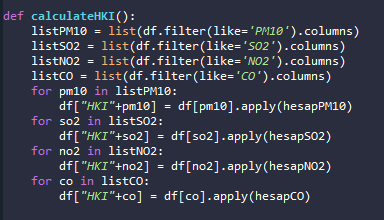 def calculateHKI():
    listPM10 = list(df.filter(like='PM10').columns)
    listSO2 = list(df.filter(like='SO2').columns)
    listNO2 = list(df.filter(like='NO2').columns)
    listCO = list(df.filter(like='CO').columns)
    for pm10 in listPM10:
        df["HKI"+pm10] = df[pm10].apply(hesapPM10)
    for so2 in listSO2:
        df["HKI"+so2] = df[so2].apply(hesapSO2)
    for no2 in listNO2:
        df["HKI"+no2] = df[no2].apply(hesapNO2)
    for co in listCO:
        df["HKI"+co] = df[co].apply(hesapCO)